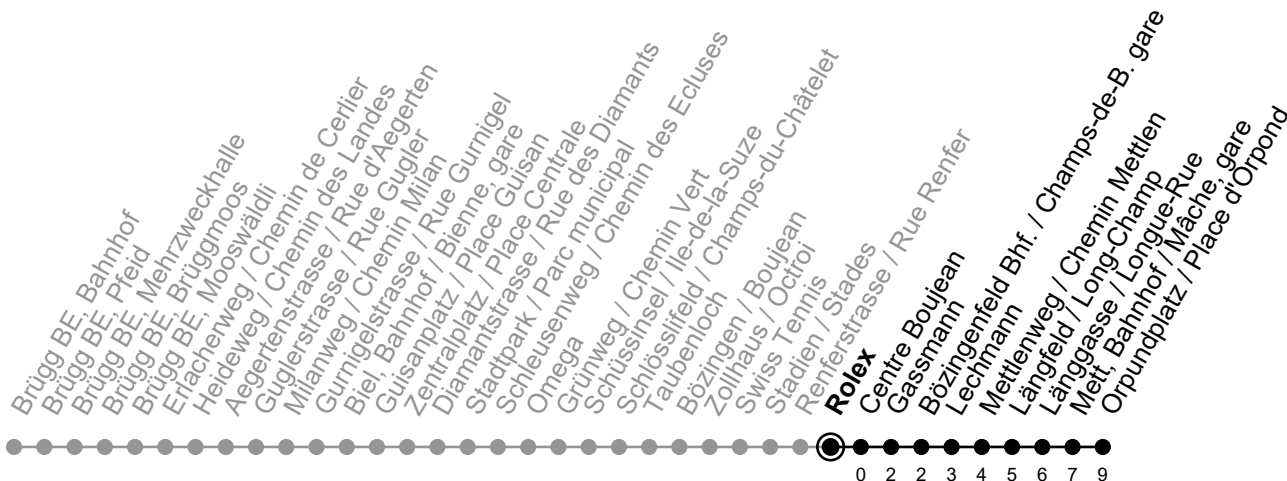 Brügg BE, Bahnhof
Brügg BE, Pfeid
Brügg BE, Mehrzweckhalle
Brügg BE, Brüggmoos
Brügg BE, Mooswäldi
Erlacherweg / Chemin de Cerlier
Heideweg / Chemin des Landes
Aegertenstrasse / Rue d'Aegerten
Guglerstrasse / Rue Gugler
Milanweg / Chemin Milan
Gurnigelstrasse / Rue Gurnigel
Biel, Bahnhof / Bienne, gare
Guisanplatz / Place Guisan
Zentralplatz / Place Centrale
Diamantstrasse / Rue des Diamants
Stadtpark / Parc municipal
Schleusenweg / Chemin des Ecluses
Omega
Grünweg / Chemin Vert
Schüssinsel / Ile-de-la-Suze
Schlösslifeld / Champs-du-Châtelet
Taubenloch
Bözingen / Boujean
Zollhaus / Octroi
Swiss Tennis
Stadien / Stades
Renferstrasse / Rue Renfer
Rolex
Centre Boujean
Gassmann
Bözingenfeld Bhf. / Champs-de-B. gare
Lechmann
Mettlenweg / Chemin Mettlen
Längfeld / Long-Champ
Länggasse / Longue-Rue
Mett, Bahnhof / Mâche, gare
Orpundplatz / Place d'Orpond
0 2 2 3 4 5 6 7 9